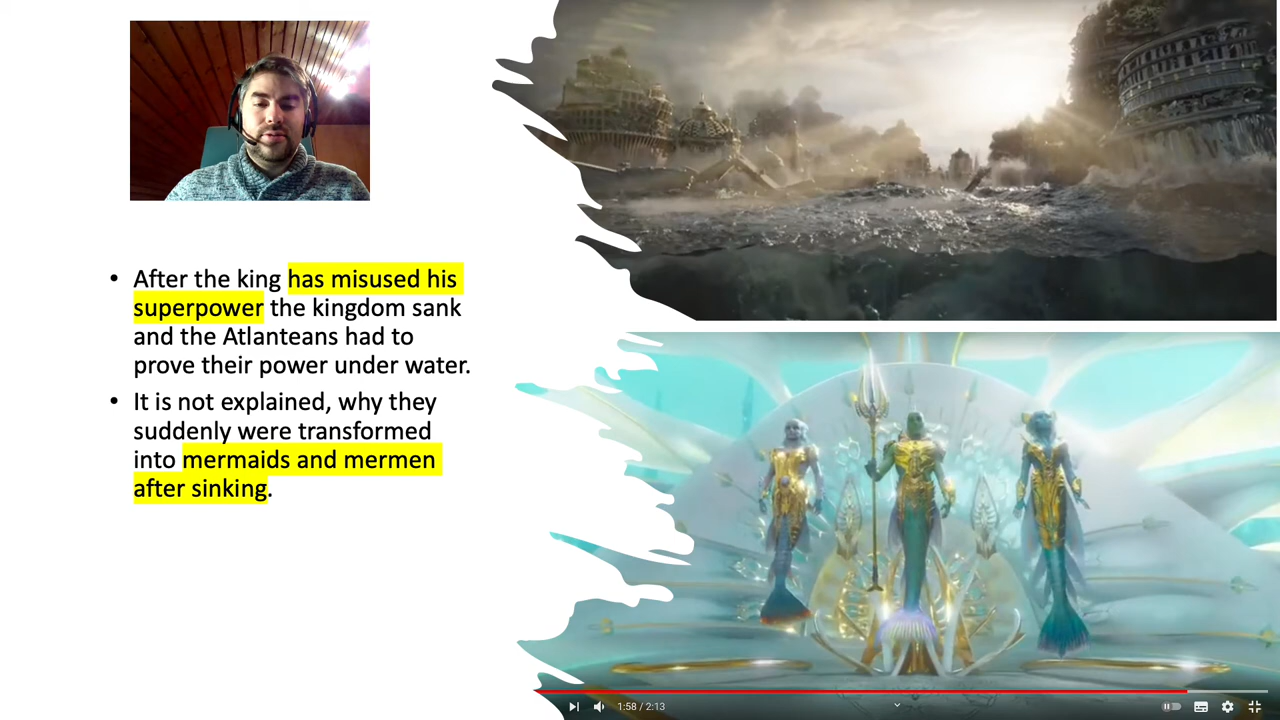 • After the king has misused his
superpower the kingdom sank
and the Atlanteans had to
prove their power under water.
• It is not explained, why they
suddenly were transformed
into mermaids and mermen
after sinking.
1:58 / 2:13